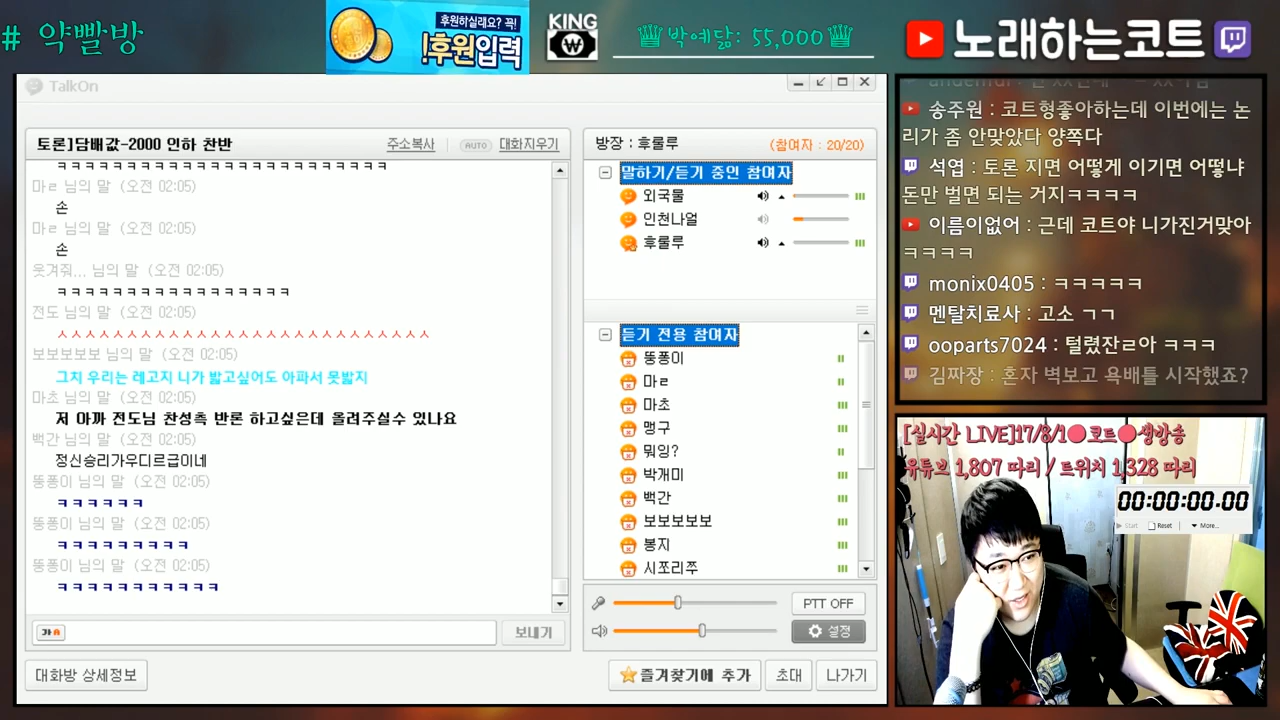 # 약빨방
후원하실려요? 꼭!
!후원입력
KING
₩
박에닮: 55,000
노래하는코트
TalkOn
토론]담배값-2000 인하 찬반
주소복사
AUTO
대화지우기
ㅋㅋㅋㅋㅋㅋㅋㅋㅋㅋㅋㅋㅋㅋㅋㅋㅋㅋㅋㅋㅋㅋㅋㅋ
마ㄹ 님의 말 (오전 02:05)
손
마ㄹ 님의 말 (오전 02:05)
손
웃겨줘... 님의 말 (오전 02:05)
ㅋㅋㅋㅋㅋㅋㅋㅋㅋㅋㅋㅋㅋㅋㅋㅋㅋ
전도 님의 말 (오전 02:05)
ㅅㅅㅅㅅㅅㅅㅅㅅㅅㅅㅅㅅㅅㅅㅅㅅㅅㅅㅅㅅㅅㅅㅅㅅㅅㅅㅅ
보보보보보 님의 말 (오전 02:05)
그치 우리는 레고지 니가 밟고싶어도 아파서 못밟지
마초 님의 말 (오전 02:05)
저 아까 전도님 찬성측 반론 하고싶은데 올려주실수 있나요
백간 님의 말 (오전 02:05)
정신승리가우디르급이네
뚱퐁이 님의 말 (오전 02:05)
ㅋㅋㅋㅋㅋㅋ
뚱퐁이 님의 말 (오전 02:05)
ㅋㅋㅋㅋㅋㅋㅋㅋㅋ
뚱퐁이 님의 말 (오전 02:05)
ㅋㅋㅋㅋㅋㅋㅋㅋㅋㅋㅋ
가A
보내기
대화방 상세정보
방장 : 후룰루
(참여자 : 20/20)
말하기/듣기 중인 참여자
외국물
인천나얼
후룰루
듣기 전용 참여자
뚱퐁이
마ㄹ
마초
맹구
뭐잉?
박개미
백간
보보보보보
봉지
시쪼리쭈
PTT OFF
설정
즐겨찾기에 추가
초대
나가기
송주원 : 코트형좋아하는데 이번에는 논
리가 좀 안맞았다 양쪽다
석엽 : 토론 지면 어떻게 이기면 어떻냐
돈만 벌면 되는 거지ㅋㅋㅋㅋ
이름이없어 : 근데 코트야 니가진거맞아
ㅋㅋㅋㅋ
monix0405 : ㅋㅋㅋㅋㅋ
멘탈치료사 : 고소 ㄱㄱ
ooparts7024 : 털렸잔ㄹ아 ㅋㅋㅋ
김짜장 : 혼자 벽보고 욕배틀 시작했죠?
[실시간 LIVE]17/8/1●코트●생방송
유튜브 1,807 따리 / 트위치 1,328 따리
00:00:00.00
Start
Reset
More...